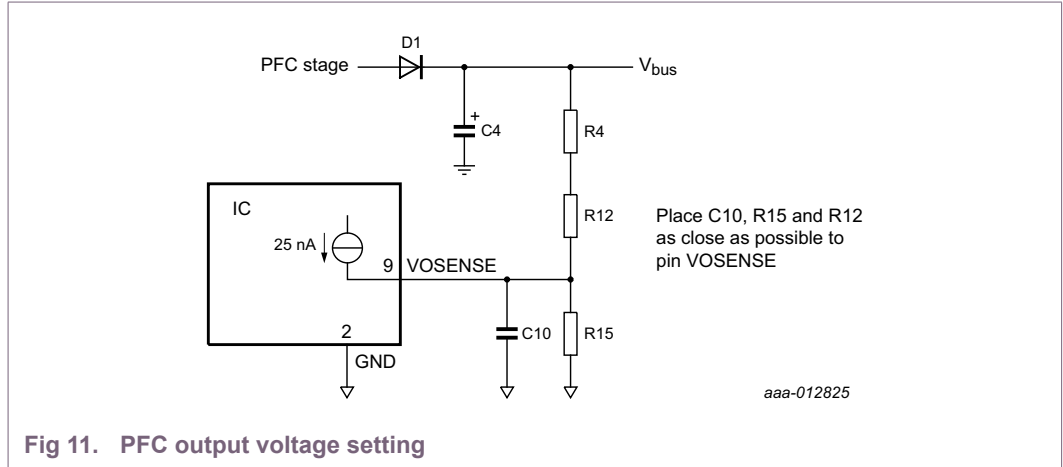 D1
PFC stage
V_bus
+
C4
R4
IC
R12
Place C10, R15 and R12
as close as possible to
pin VOSENSE
25 nA
9
VOSENSE
2
C10
R15
GND
aaa-012825
Fig 11. PFC output voltage setting